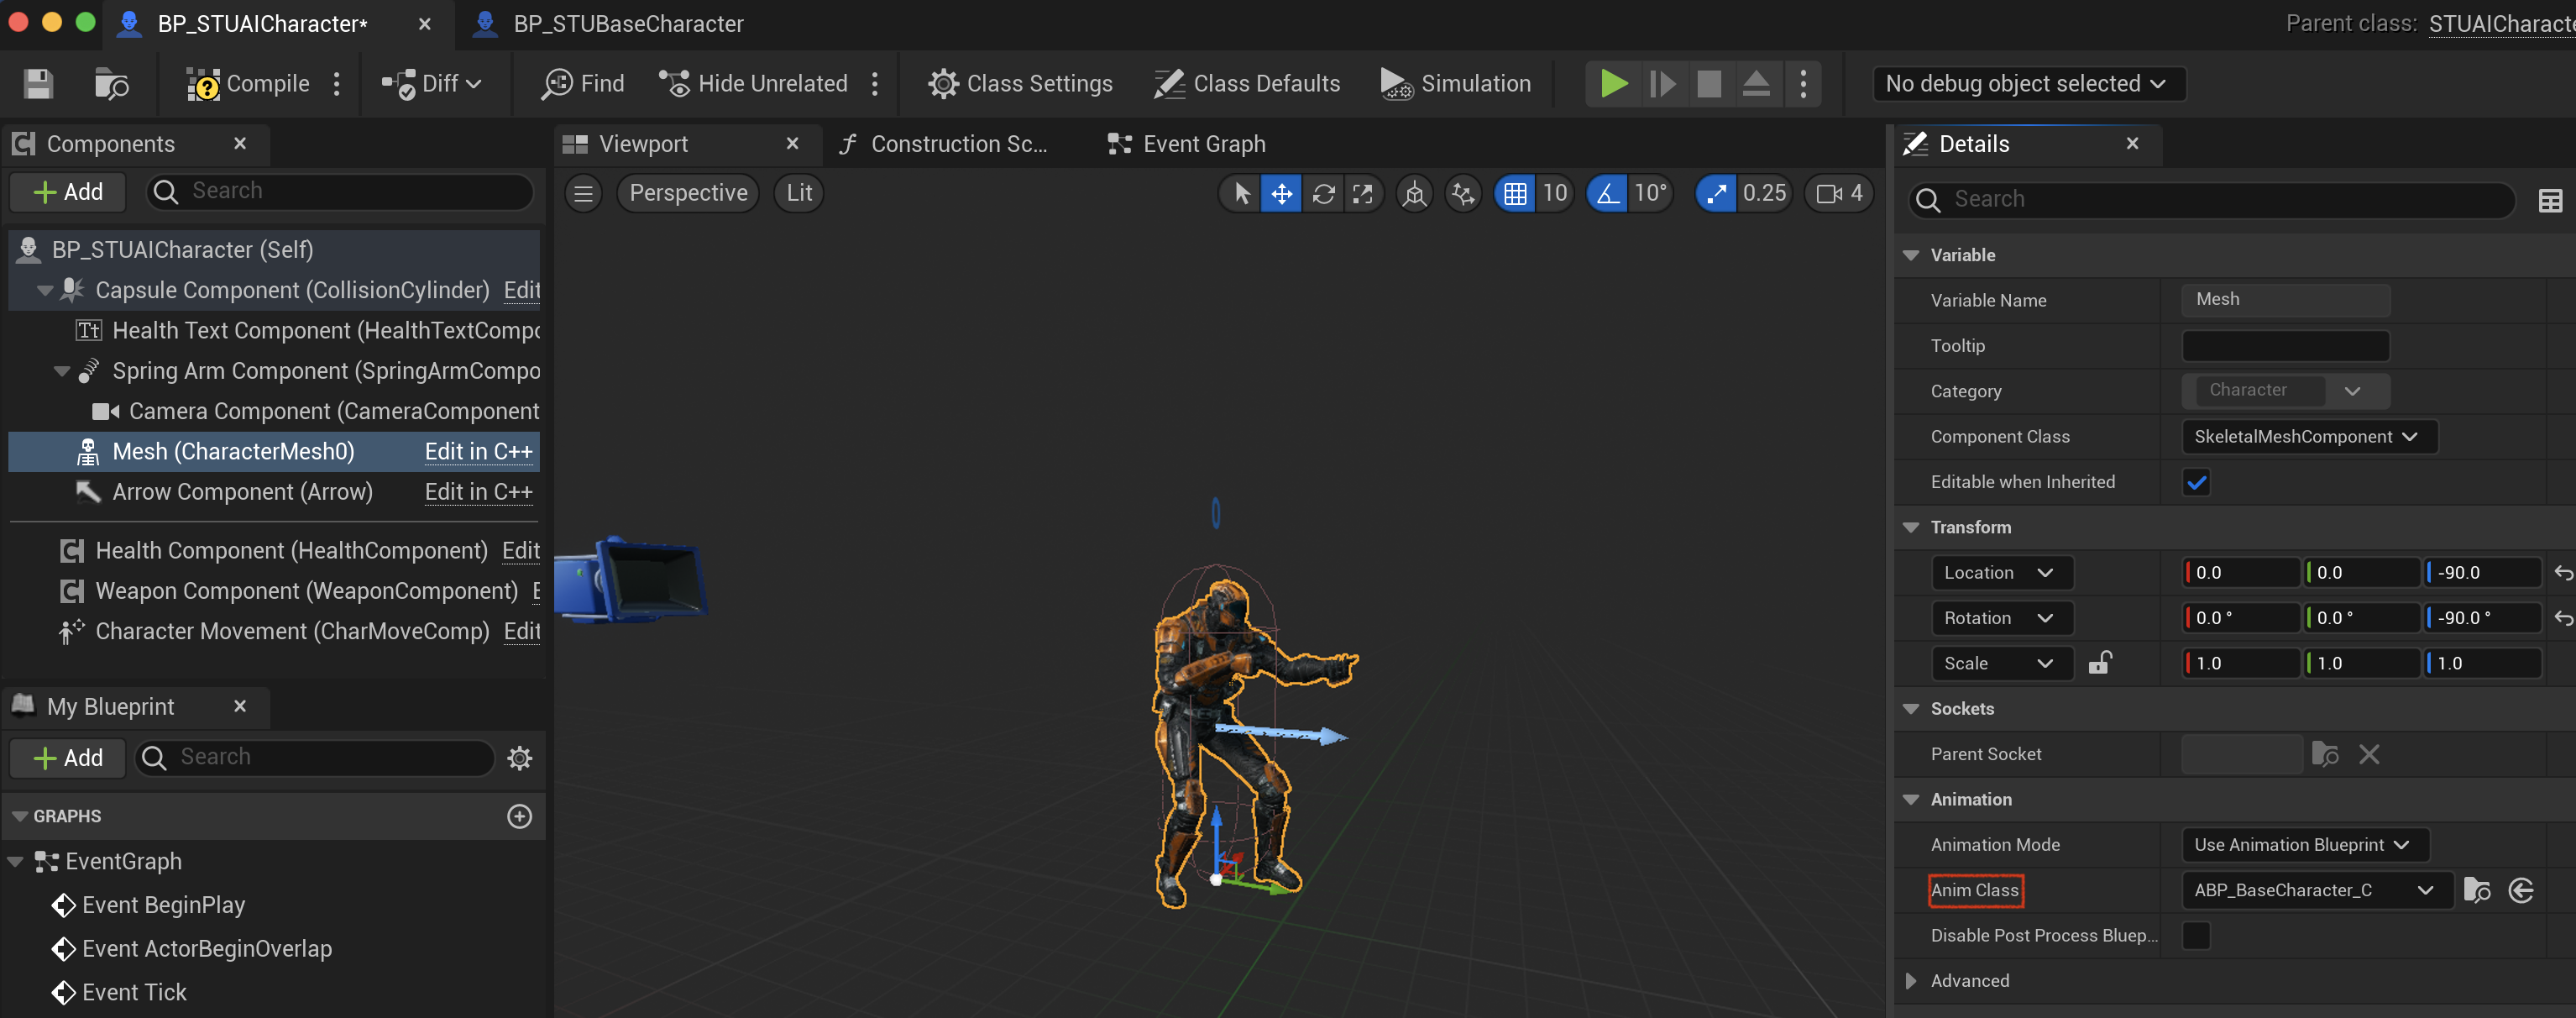 BP_STUAICharacter*
BP_STUBaseCharacter
Parent class: STUAICharacte
Compile
Diff
Find
Hide Unrelated
Class Settings
Class Defaults
Simulation
No debug object selected
Components
Add
Search
BP_STUAICharacter (Self)
Capsule Component (CollisionCylinder) Edit
Health Text Component (HealthTextCompo
Spring Arm Component (SpringArmCompo
Camera Component (CameraComponent
Mesh (CharacterMesh0) Edit in C++
Arrow Component (Arrow) Edit in C++
Health Component (HealthComponent) Edit
Weapon Component (WeaponComponent) E
Character Movement (CharMoveComp) Edit
My Blueprint
Add
Search
GRAPHS
EventGraph
Event BeginPlay
Event ActorBeginOverlap
Event Tick
Viewport
Construction Sc...
Event Graph
Perspective
Lit
10
10°
0.25
4
Details
Search
Variable
Variable Name Mesh
Tooltip
Category Character
Component Class SkeletalMeshComponent
Editable when Inherited
Transform
Location 0.0 0.0 -90.0
Rotation 0.0 ° 0.0 ° -90.0 °
Scale 1.0 1.0 1.0
Sockets
Parent Socket
Animation
Animation Mode Use Animation Blueprint
Anim Class ABP_BaseCharacter_C
Disable Post Process Bluep...
Advanced